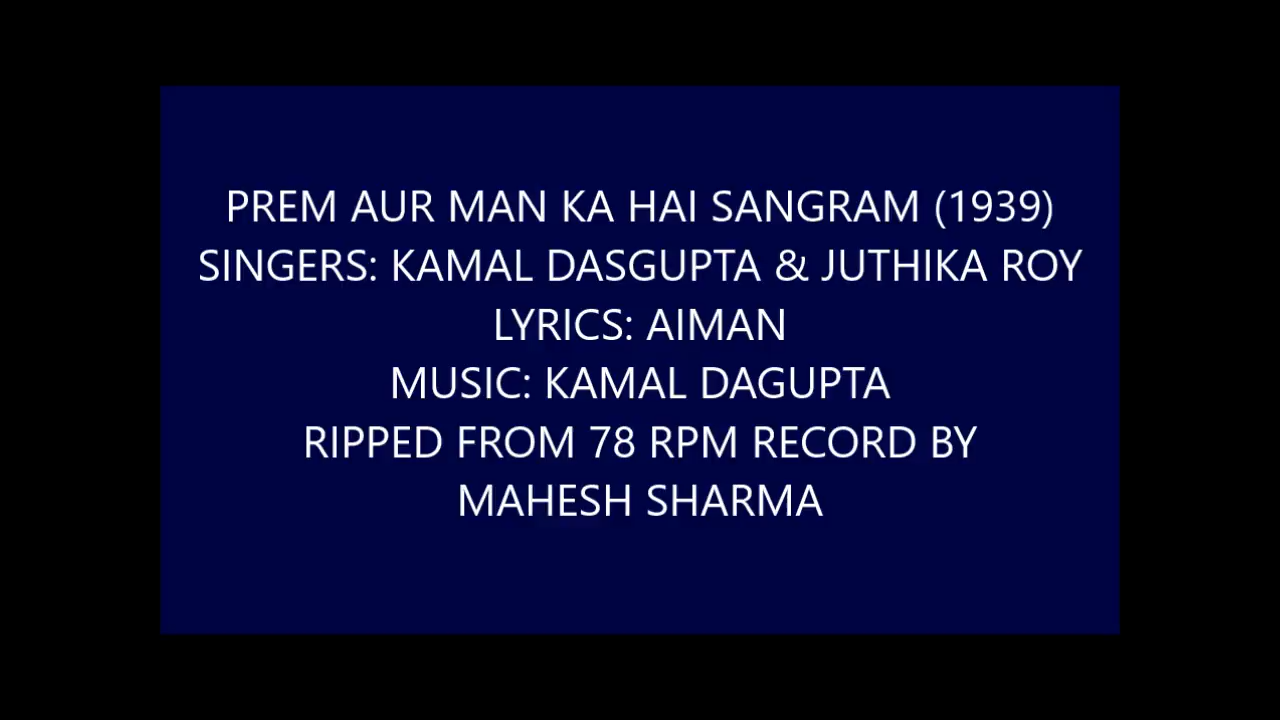 PREM AUR MAN KA HAI SANGRAM (1939)
SINGERS: KAMAL DASGUPTA & JUTHIKA ROY
LYRICS: AIMAN
MUSIC: KAMAL DAGUPTA
RIPPED FROM 78 RPM RECORD BY
MAHESH SHARMA